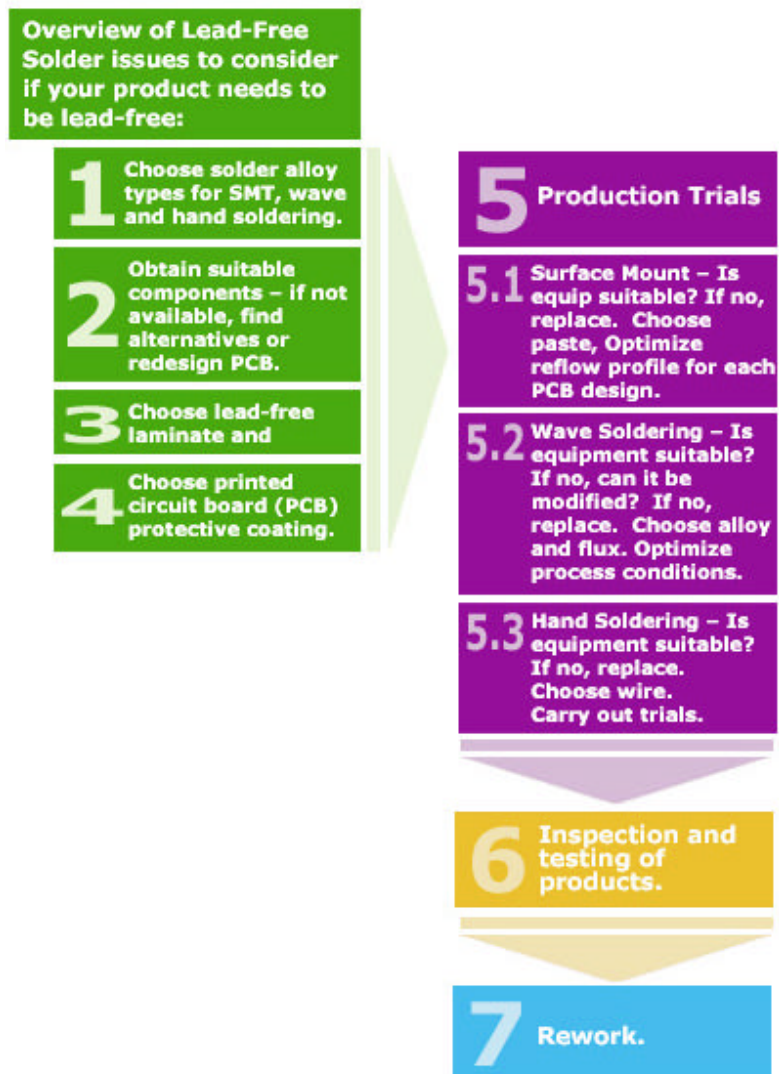 Overview of Lead-Free
Solder issues to consider
if your product needs to
be lead-free:
1
Choose solder alloy
types for SMT, wave
and hand soldering.
2
Obtain suitable
components – if not
available, find
alternatives or
redesign PCB.
3
Choose lead-free
laminate and
4
Choose printed
circuit board (PCB)
protective coating.
5
Production Trials
5.1
Surface Mount – Is
equip suitable? If no,
replace. Choose
paste, Optimize
reflow profile for each
PCB design.
5.2
Wave Soldering – Is
equipment suitable?
If no, can it be
modified? If no,
replace. Choose alloy
and flux. Optimize
process conditions.
5.3
Hand Soldering – Is
equipment suitable?
If no, replace.
Choose wire.
Carry out trials.
6
Inspection and
testing of
products.
7
Rework.